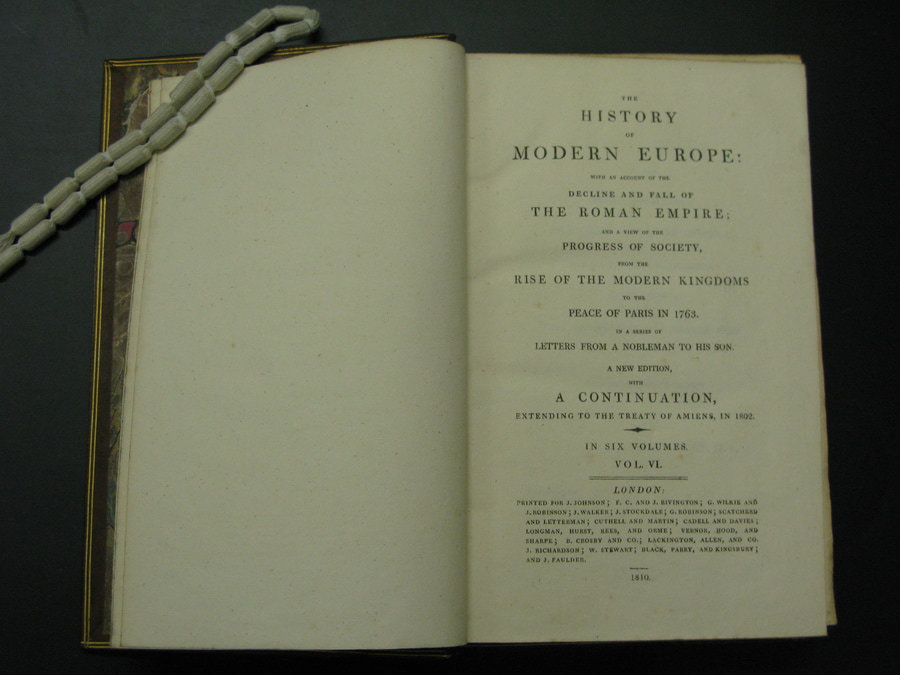 THE
HISTORY
OF
MODERN EUROPE:
WITH AN ACCOUNT OF THE
DECLINE AND FALL OF
THE ROMAN EMPIRE;
AND A VIEW OF THE
PROGRESS OF SOCIETY,
FROM THE
RISE OF THE MODERN KINGDOMS
TO THE
PEACE OF PARIS IN 1763.
IN A SERIES OF
LETTERS FROM A NOBLEMAN TO HIS SON.
A NEW EDITION,
WITH
A CONTINUATION,
EXTENDING TO THE TREATY OF AMIENS, IN 1802.
IN SIX VOLUMES.
VOL. VI.
LONDON:
PRINTED FOR J. JOHNSON; F. C. AND J. RIVINGTON; G. WILKIE AND
J. ROBINSON; J. WALKER; J. STOCKDALE; G. ROBINSON; SCATCHERD
AND LETTERMAN; CUTHELL AND MARTIN; CADELL AND DAVIES;
LONGMAN, HURST, REES, AND ORME; VERNOR, HOOD, AND
SHARPE; B. CROSBY AND CO.; LACKINGTON, ALLEN, AND CO.
J. RICHARDSON; W. STEWART; BLACK, PARRY, AND KINGSBURY;
AND J. FAULDER.
1810.